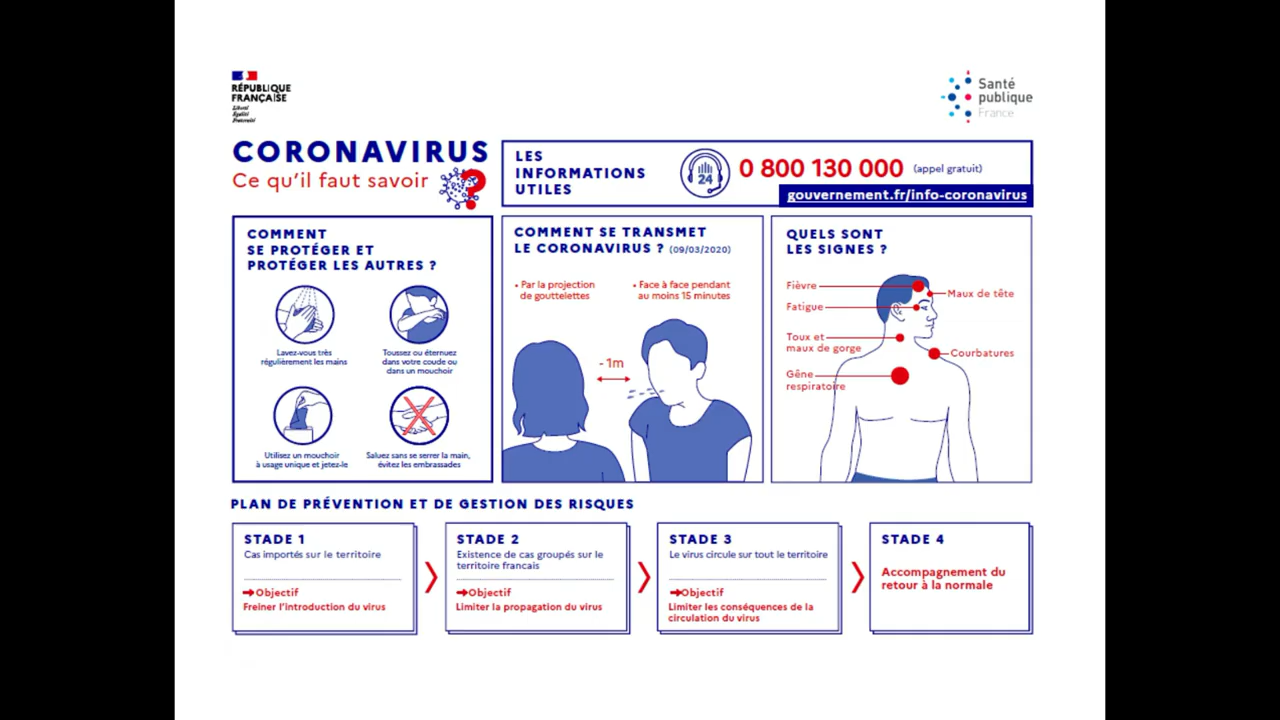 RÉPUBLIQUE
FRANÇAISE
Liberté
Égalité
Fraternité
Santé
publique
France
CORONAVIRUS
Ce qu'il faut savoir
LES
INFORMATIONS
UTILES
24
0 800 130 000 (appel gratuit)
gouvernement.fr/info-coronavirus
COMMENT
SE PROTÉGER ET
PROTÉGER LES AUTRES ?
Lavez-vous très
régulièrement les mains
Toussez ou éternuez
dans votre coude ou
dans un mouchoir
Utilisez un mouchoir
à usage unique et jetez-le
Saluez sans se serrer la main,
évitez les embrassades
COMMENT SE TRANSMET
LE CORONAVIRUS ? (09/03/2020)
• Par la projection
de gouttelettes
• Face à face pendant
au moins 15 minutes
- 1m
QUELS SONT
LES SIGNES ?
Fièvre
Maux de tête
Fatigue
Toux et
maux de gorge
Courbatures
Gêne
respiratoire
PLAN DE PRÉVENTION ET DE GESTION DES RISQUES
STADE 1
Cas importés sur le territoire
Objectif
Freiner l'introduction du virus
STADE 2
Existence de cas groupés sur le
territoire francais
Objectif
Limiter la propagation du virus
STADE 3
Le virus circule sur tout le territoire
Objectif
Limiter les conséquences de la
circulation du virus
STADE 4
Accompagnement du
retour à la normale